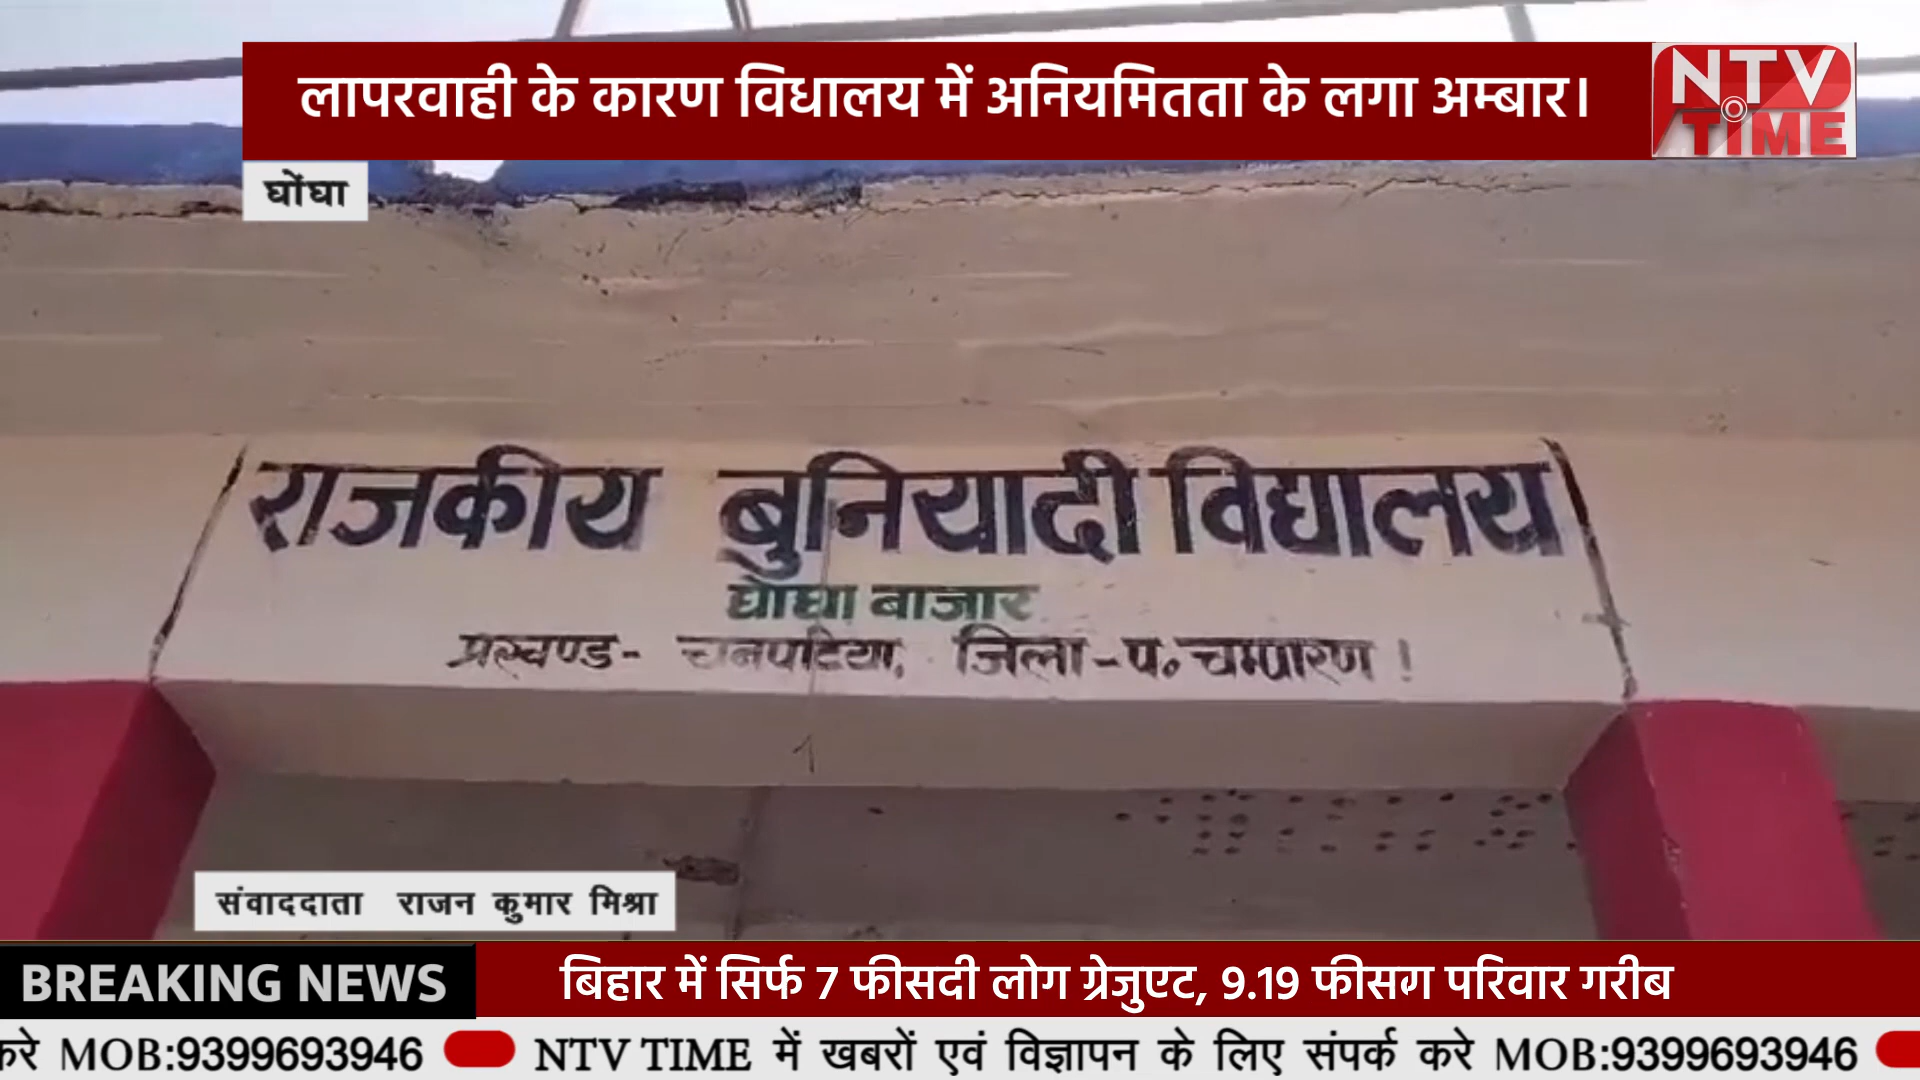 लापरवाही के कारण विधालय में अनियमितता के लगा अम्बार।
NTV
TIME
घोंघा
राजकीय बुनियादी विद्यालय
घोघा बाजार
प्रखण्ड- चनपटिया, जिला-प॰ चम्पारण !
संवाददाता राजन कुमार मिश्रा
BREAKING NEWS
बिहार में सिर्फ 7 फीसदी लोग ग्रेजुएट, 9.19 फीसग परिवार गरीब
करे MOB:9399693946 NTV TIME में खबरों एवं विज्ञापन के लिए संपर्क करे MOB:9399693946